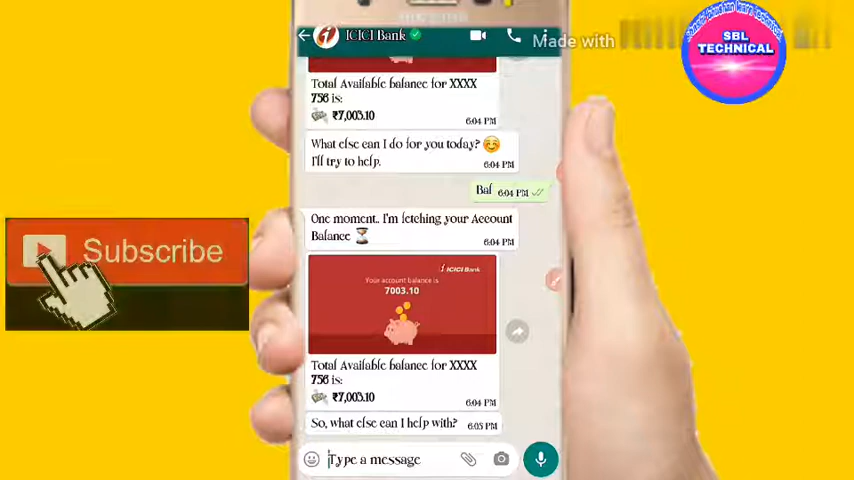 ICICI Bank
Made with
SBL
TECHNICAL
Total Available balance for XXXX
756 is:
₹7,003.10
6:04 PM
What else can I do for you today? 😊
I'll try to help.
6:04 PM
Bal 6:04 PM
One moment.. I'm fetching your Account
Balance ⏳
6:04 PM
Subscribe
ICICI Bank
Your account balance is
7003.10
Total Available balance for XXXX
756 is:
₹7,003.10
6:04 PM
So, what else can I help with? 6:05 PM
Type a message